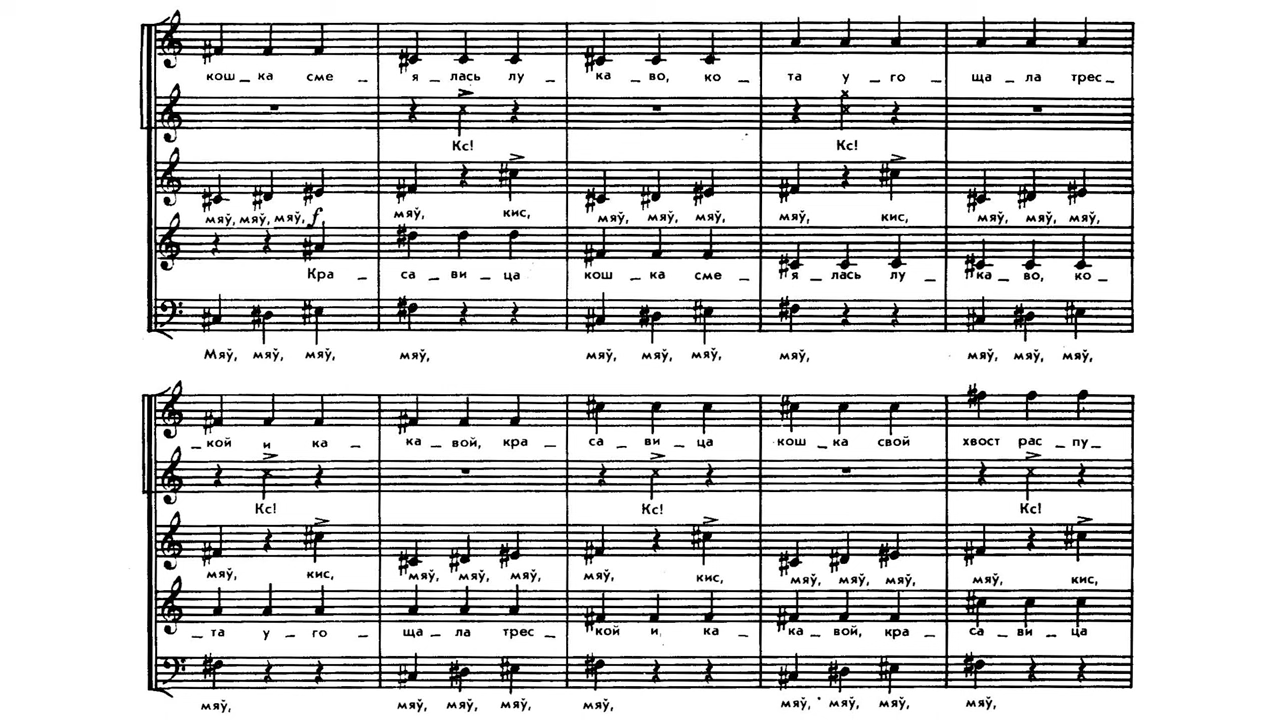 кош _ ка сме _ я _ лась лу _ ка _ во, ко _ та у _ го _ ща _ ла трес _
Кс! Кс!
мяў, мяў, мяў, f мяў, кис, мяў, мяў, мяў, мяў, кис, мяў, мяў, мяў,
Кра _ са _ ви _ ца кош _ ка сме _ я _ лась лу _ ка _ во, ко _
Мяў, мяў, мяў, мяў, мяў, мяў, мяў, мяў, мяў, мяў, мяў,
_ кой и ка _ ка _ вой, кра _ са _ ви _ ца кош _ ка свой хвост рас _ пу _
Кс! Кс! Кс!
мяў, кис, мяў, мяў, мяў, мяў, кис, мяў, мяў, мяў, мяў, кис,
_ та у _ го _ ща _ ла трес _ кой и ка _ ка _ вой, кра _ са _ ви _ ца
мяў, мяў, мяў, мяў, мяў, мяў, мяў, мяў, мяў,